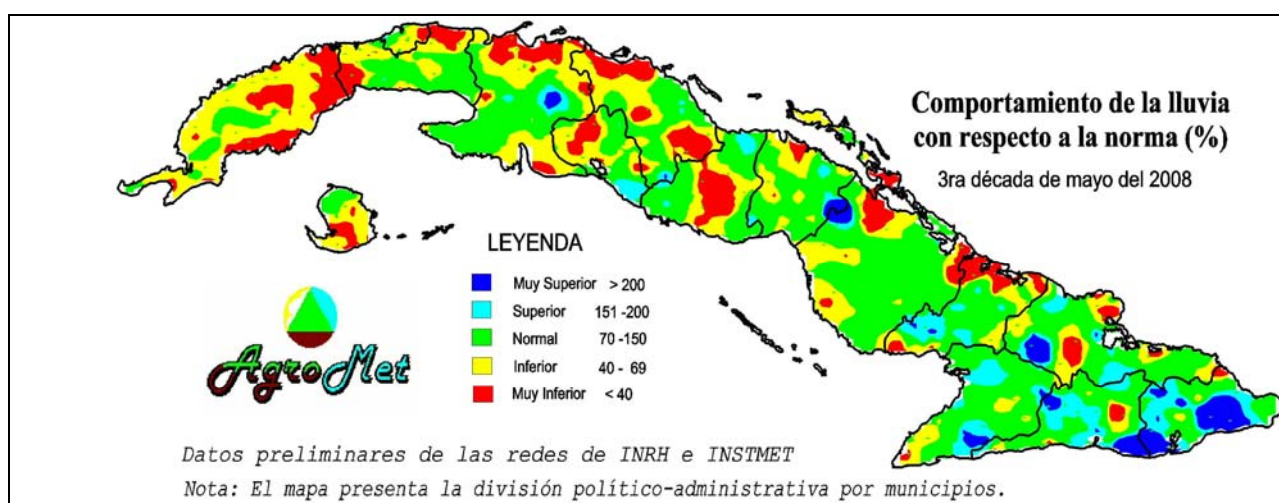 Comportamiento de la lluvia
con respecto a la norma (%)
3ra década de mayo del 2008
LEYENDA
Muy Superior > 200
Superior 151 -200
Normal 70 -150
Inferior 40 - 69
Muy Inferior < 40
AgroMet
Datos preliminares de las redes de INRH e INSTMET
Nota: El mapa presenta la división político-administrativa por municipios.